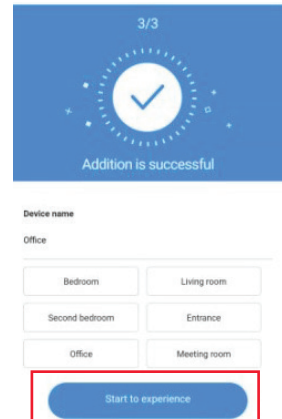 3/3
Addition is successful
Device name
Office
Bedroom Living room
Second bedroom Entrance
Office Meeting room
Start to experience